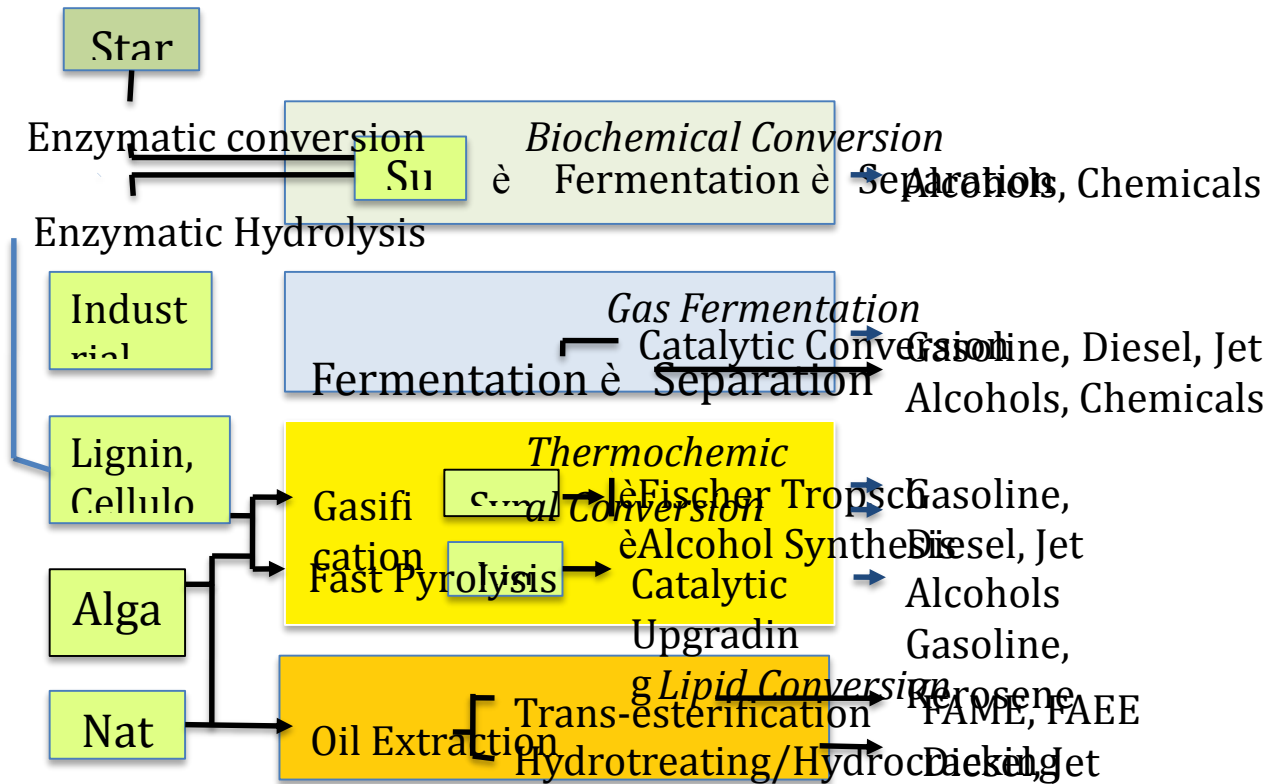 Star
Enzymatic conversion
Biochemical Conversion
Su è Fermentation è Separation
Alcohols, Chemicals
Enzymatic Hydrolysis
Indust
rial
Gas Fermentation
Catalytic Conversion
Gasoline, Diesel, Jet
Fermentation è Separation
Alcohols, Chemicals
Lignin,
Cellulo
Thermochemic
al Conversion
Gasifi
cation
èFischer Tropsch
èAlcohol Synthesis
Gasoline,
Diesel, Jet
Fast Pyrolysis
Catalytic
Upgradin
g
Alcohols
Gasoline,
Kerosene
Alga
Nat
Lipid Conversion
Oil Extraction
Trans-esterification
FAME, FAEE
Hydrotreating/Hydrocracking
Diesel, Jet